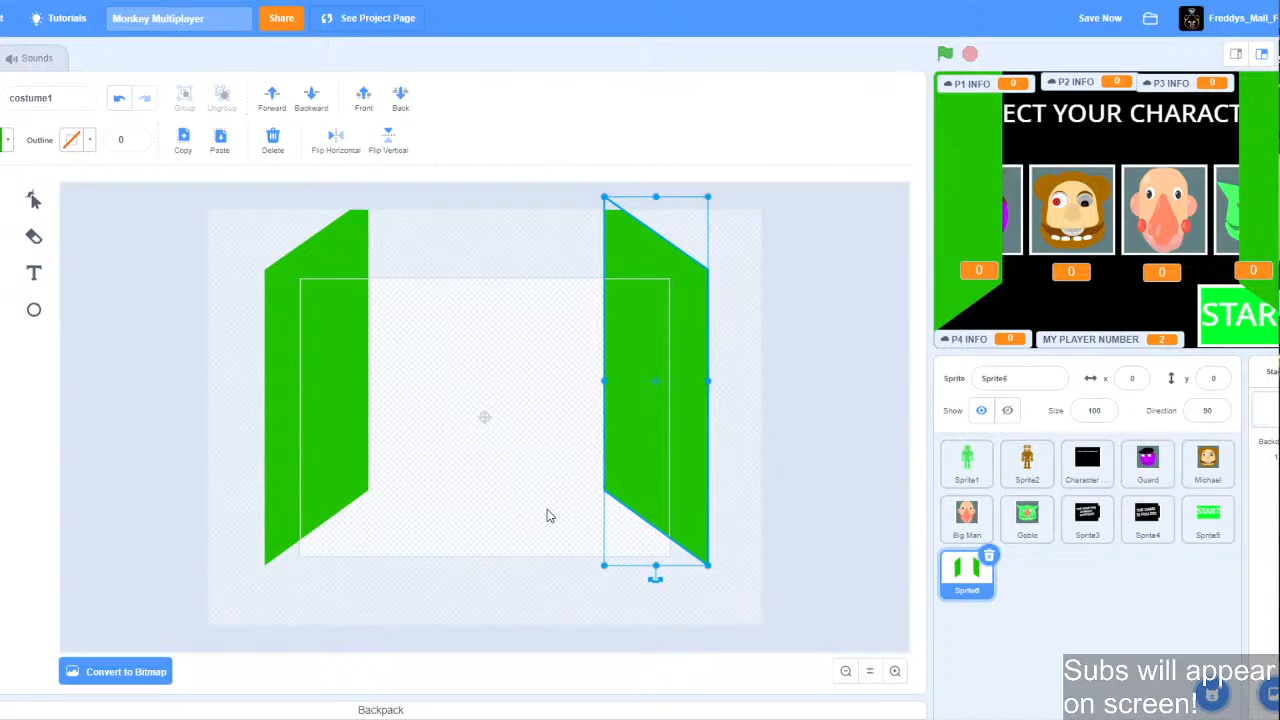 t Tutorials Monkey Multiplayer Share See Project Page Save Now Freddys_Mall_F
Sounds
costume1
Group Ungroup Forward Backward Front Back
Outline 0 Copy Paste Delete Flip Horizontal Flip Vertical
T
P1 INFO 0 P2 INFO 0 P3 INFO 0
ECT YOUR CHARACT
0 0 0 0
STAR
P4 INFO 0 MY PLAYER NUMBER 2
Sprite Sprite6 x 0 y 0
Show Size 100 Direction 90
Sta
Sprite1 Sprite2 Character ... Guard Michael
Backd
1
START
Big Man Goblo Sprite3 Sprite4 Sprite5
Sprite6
Convert to Bitmap
Backpack
Subs will appear
on screen!